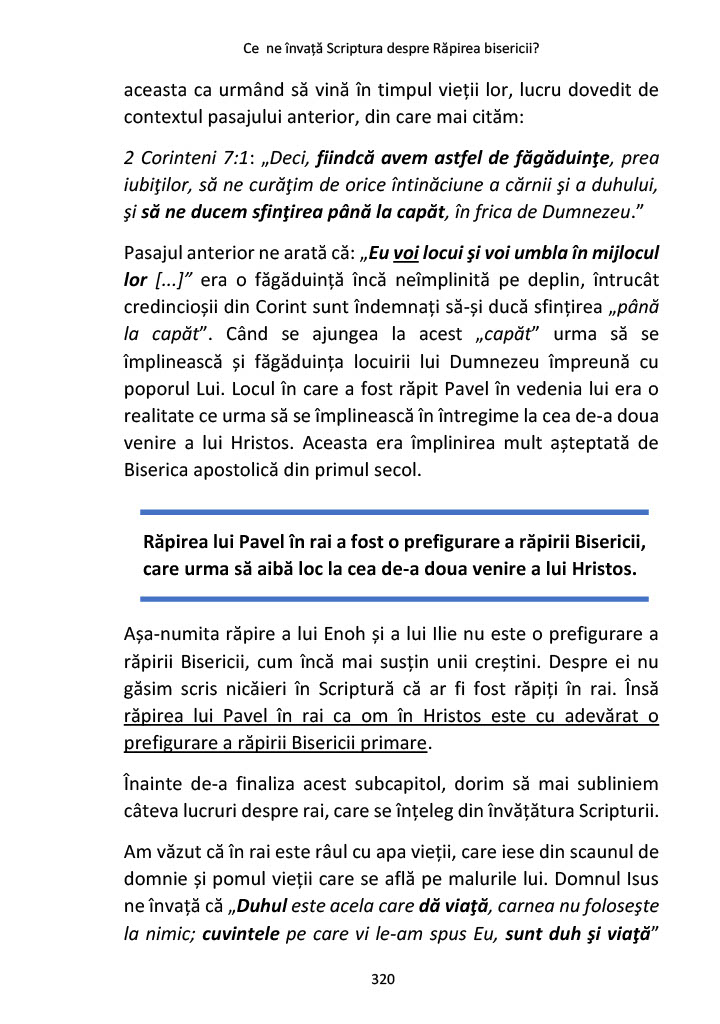 Ce  ne învață Scriptura despre Răpirea bisericii?
aceasta ca urmând să vină în timpul vieții lor, lucru dovedit de
contextul pasajului anterior, din care mai cităm:
2 Corinteni 7:1: „Deci, fiindcă avem astfel de făgăduinţe, prea
iubiţilor, să ne curăţim de orice întinăciune a cărnii şi a duhului,
şi să ne ducem sfinţirea până la capăt, în frica de Dumnezeu.”
Pasajul anterior ne arată că: „Eu voi locui şi voi umbla în mijlocul
lor [...]” era o făgăduință încă neîmplinită pe deplin, întrucât
credincioșii din Corint sunt îndemnați să-și ducă sfințirea „până
la capăt”. Când se ajungea la acest „capăt” urma să se
împlinească și făgăduința locuirii lui Dumnezeu împreună cu
poporul Lui. Locul în care a fost răpit Pavel în vedenia lui era o
realitate ce urma să se împlinească în întregime la cea de-a doua
venire a lui Hristos. Aceasta era împlinirea mult așteptată de
Biserica apostolică din primul secol.
Răpirea lui Pavel în rai a fost o prefigurare a răpirii Bisericii,
care urma să aibă loc la cea de-a doua venire a lui Hristos.
Așa-numita răpire a lui Enoh și a lui Ilie nu este o prefigurare a
răpirii Bisericii, cum încă mai susțin unii creștini. Despre ei nu
găsim scris nicăieri în Scriptură că ar fi fost răpiți în rai. Însă
răpirea lui Pavel în rai ca om în Hristos este cu adevărat o
prefigurare a răpirii Bisericii primare.
Înainte de-a finaliza acest subcapitol, dorim să mai subliniem
câteva lucruri despre rai, care se înțeleg din învățătura Scripturii.
Am văzut că în rai este râul cu apa vieții, care iese din scaunul de
domnie și pomul vieții care se află pe malurile lui. Domnul Isus
ne învață că „Duhul este acela care dă viaţă, carnea nu foloseşte
la nimic; cuvintele pe care vi le-am spus Eu, sunt duh şi viaţă”
320